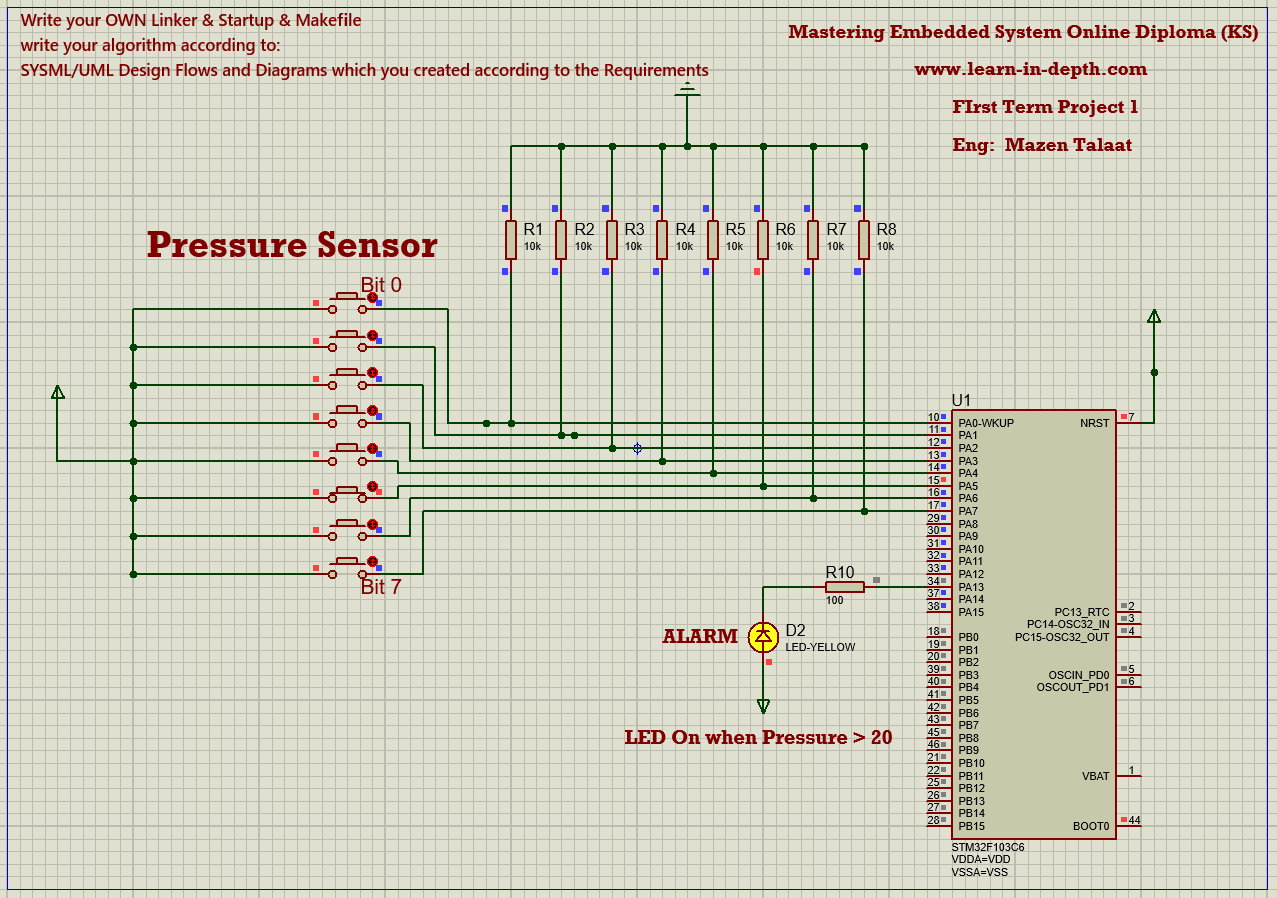 Write your OWN Linker & Startup & Makefile
write your algorithm according to:
SYSML/UML Design Flows and Diagrams which you created according to the Requirements
Mastering Embedded System Online Diploma (KS)
www.learn-in-depth.com
FIrst Term Project 1
Eng: Mazen Talaat
R1
10k
R2
10k
R3
10k
R4
10k
R5
10k
R6
10k
R7
10k
R8
10k
Pressure Sensor
Bit 0
Bit 7
U1
10 PA0-WKUP
11 PA1
12 PA2
13 PA3
14 PA4
15 PA5
16 PA6
17 PA7
29 PA8
30 PA9
31 PA10
32 PA11
33 PA12
34 PA13
37 PA14
38 PA15
18 PB0
19 PB1
20 PB2
39 PB3
40 PB4
41 PB5
42 PB6
43 PB7
45 PB8
46 PB9
21 PB10
22 PB11
25 PB12
26 PB13
27 PB14
28 PB15
NRST 7
PC13_RTC 2
PC14-OSC32_IN 3
PC15-OSC32_OUT 4
OSCIN_PD0 5
OSCOUT_PD1 6
VBAT 1
BOOT0 44
STM32F103C6
VDDA=VDD
VSSA=VSS
R10
100
ALARM
D2
LED-YELLOW
LED On when Pressure > 20